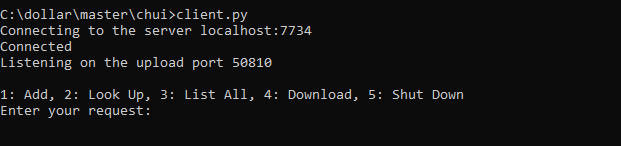 C:\dollar\master\chui>client.py
Connecting to the server localhost:7734
Connected
Listening on the upload port 50810
1: Add, 2: Look Up, 3: List All, 4: Download, 5: Shut Down
Enter your request: